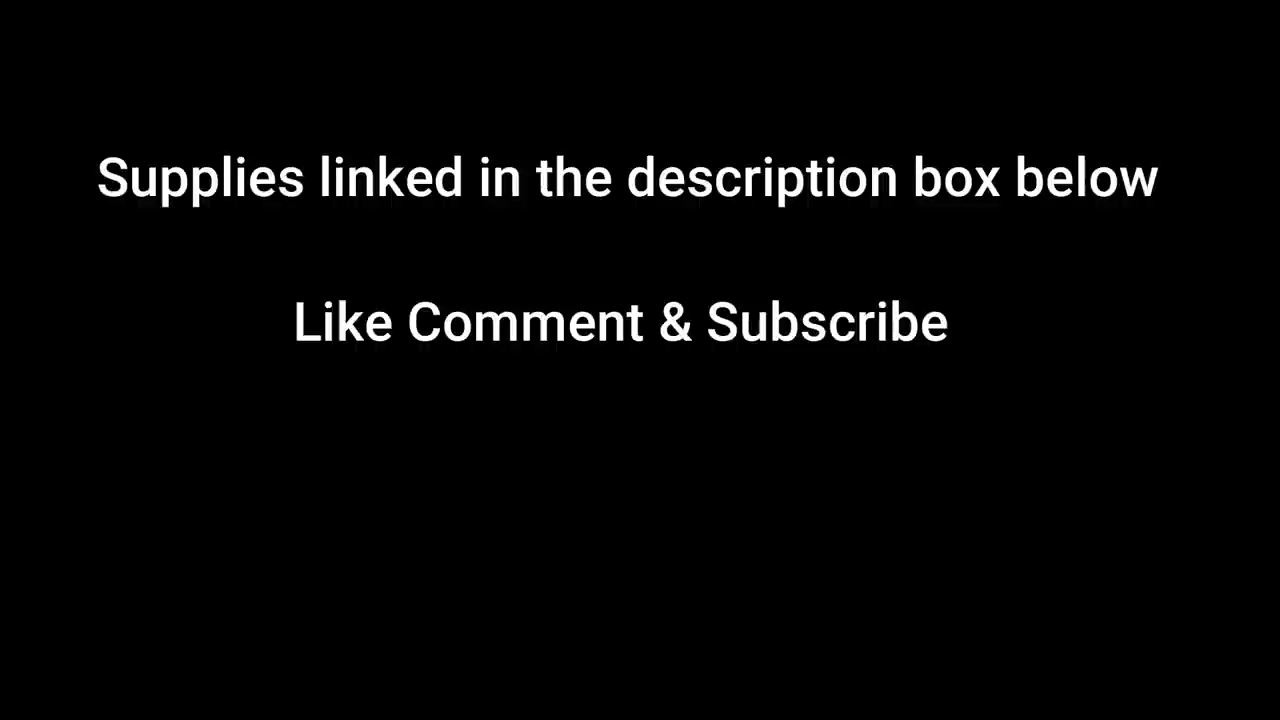 Supplies linked in the description box below
Like Comment & Subscribe